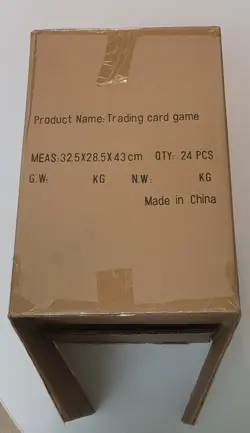 Product Name: Trading card game
MEAS: 32.5X28.5X43cm QTY: 24 PCS
G.W: KG N.W: KG
Made in China